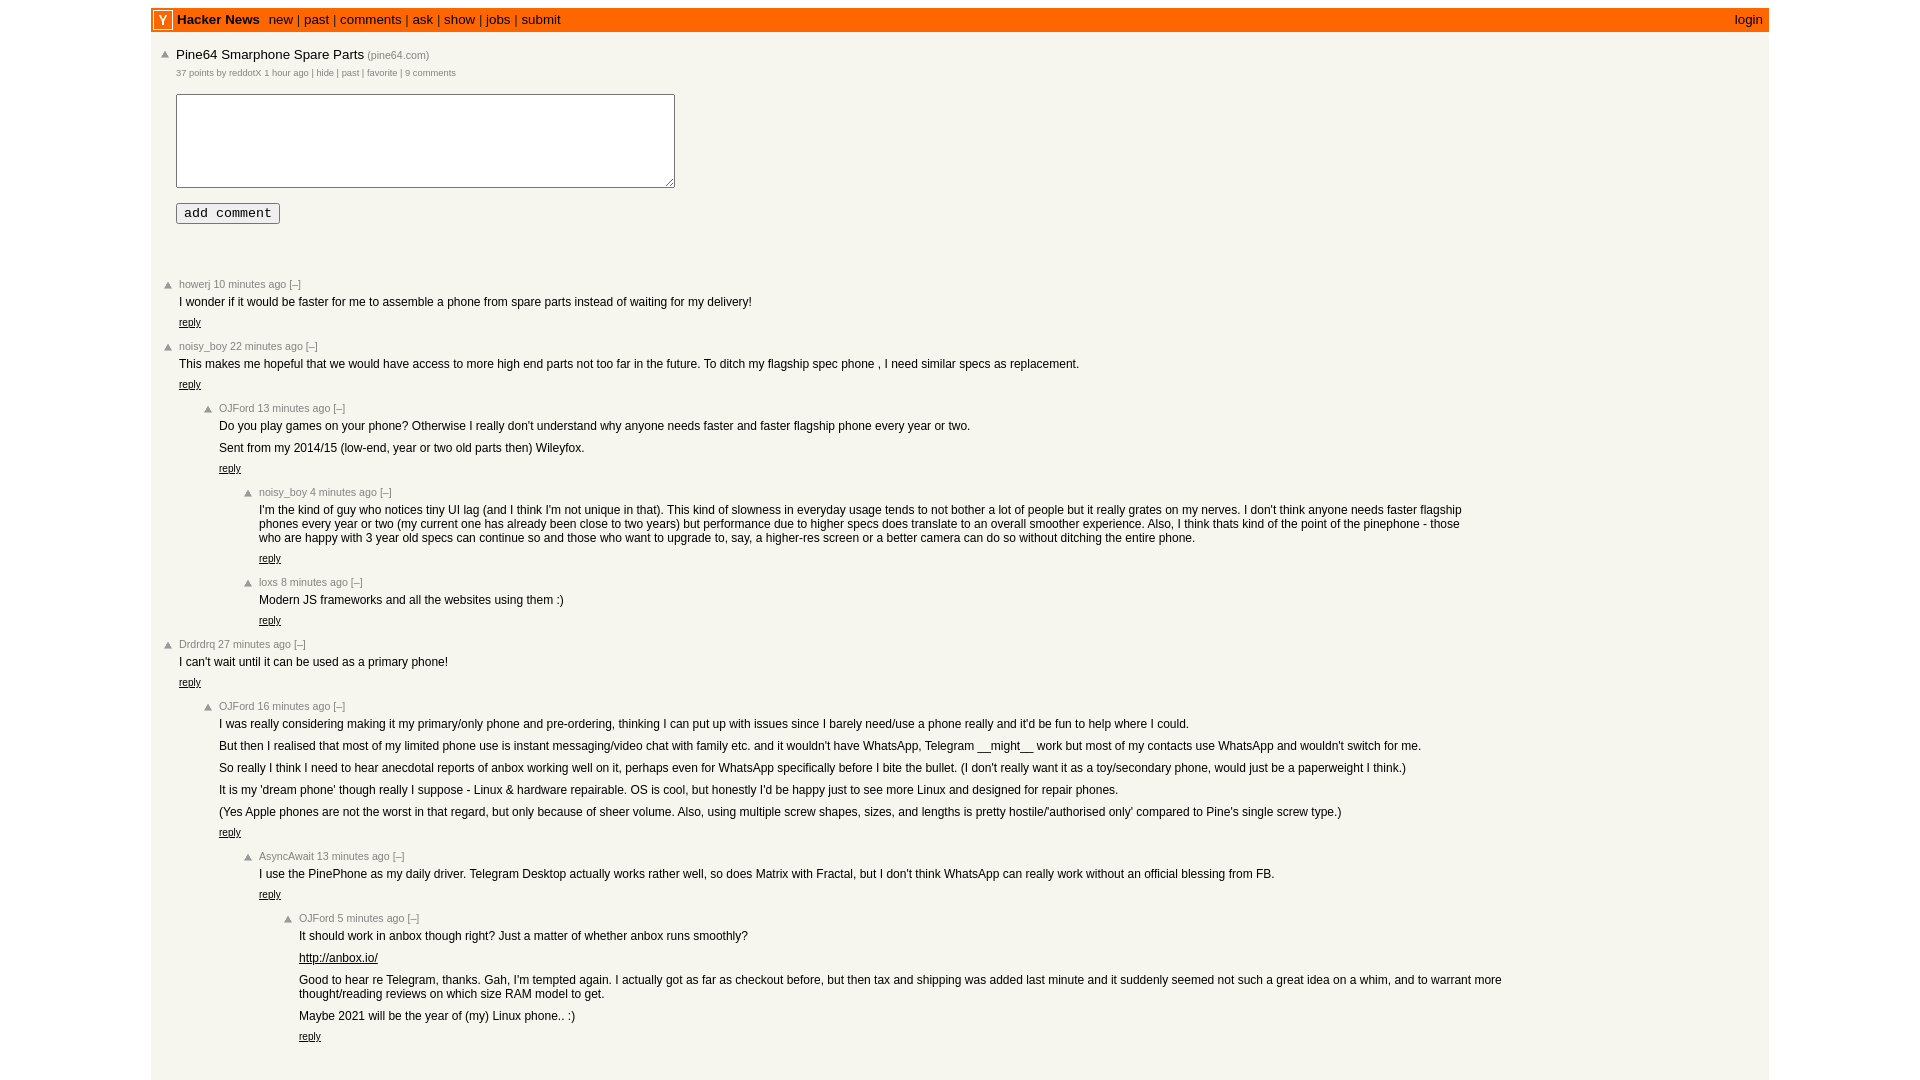 Y Hacker News new | past | comments | ask | show | jobs | submit login
Pine64 Smarphone Spare Parts (pine64.com)
37 points by reddotX 1 hour ago | hide | past | favorite | 9 comments
add comment
howerj 10 minutes ago [–]
I wonder if it would be faster for me to assemble a phone from spare parts instead of waiting for my delivery!
reply
noisy_boy 22 minutes ago [–]
This makes me hopeful that we would have access to more high end parts not too far in the future. To ditch my flagship spec phone , I need similar specs as replacement.
reply
OJFord 13 minutes ago [–]
Do you play games on your phone? Otherwise I really don't understand why anyone needs faster and faster flagship phone every year or two.
Sent from my 2014/15 (low-end, year or two old parts then) Wileyfox.
reply
noisy_boy 4 minutes ago [–]
I'm the kind of guy who notices tiny UI lag (and I think I'm not unique in that). This kind of slowness in everyday usage tends to not bother a lot of people but it really grates on my nerves. I don't think anyone needs faster flagship
phones every year or two (my current one has already been close to two years) but performance due to higher specs does translate to an overall smoother experience. Also, I think thats kind of the point of the pinephone - those
who are happy with 3 year old specs can continue so and those who want to upgrade to, say, a higher-res screen or a better camera can do so without ditching the entire phone.
reply
loxs 8 minutes ago [–]
Modern JS frameworks and all the websites using them :)
reply
Drdrdrq 27 minutes ago [–]
I can't wait until it can be used as a primary phone!
reply
OJFord 16 minutes ago [–]
I was really considering making it my primary/only phone and pre-ordering, thinking I can put up with issues since I barely need/use a phone really and it'd be fun to help where I could.
But then I realised that most of my limited phone use is instant messaging/video chat with family etc. and it wouldn't have WhatsApp, Telegram __might__ work but most of my contacts use WhatsApp and wouldn't switch for me.
So really I think I need to hear anecdotal reports of anbox working well on it, perhaps even for WhatsApp specifically before I bite the bullet. (I don't really want it as a toy/secondary phone, would just be a paperweight I think.)
It is my 'dream phone' though really I suppose - Linux & hardware repairable. OS is cool, but honestly I'd be happy just to see more Linux and designed for repair phones.
(Yes Apple phones are not the worst in that regard, but only because of sheer volume. Also, using multiple screw shapes, sizes, and lengths is pretty hostile/'authorised only' compared to Pine's single screw type.)
reply
AsyncAwait 13 minutes ago [–]
I use the PinePhone as my daily driver. Telegram Desktop actually works rather well, so does Matrix with Fractal, but I don't think WhatsApp can really work without an official blessing from FB.
reply
OJFord 5 minutes ago [–]
It should work in anbox though right? Just a matter of whether anbox runs smoothly?
http://anbox.io/
Good to hear re Telegram, thanks. Gah, I'm tempted again. I actually got as far as checkout before, but then tax and shipping was added last minute and it suddenly seemed not such a great idea on a whim, and to warrant more
thought/reading reviews on which size RAM model to get.
Maybe 2021 will be the year of (my) Linux phone.. :)
reply